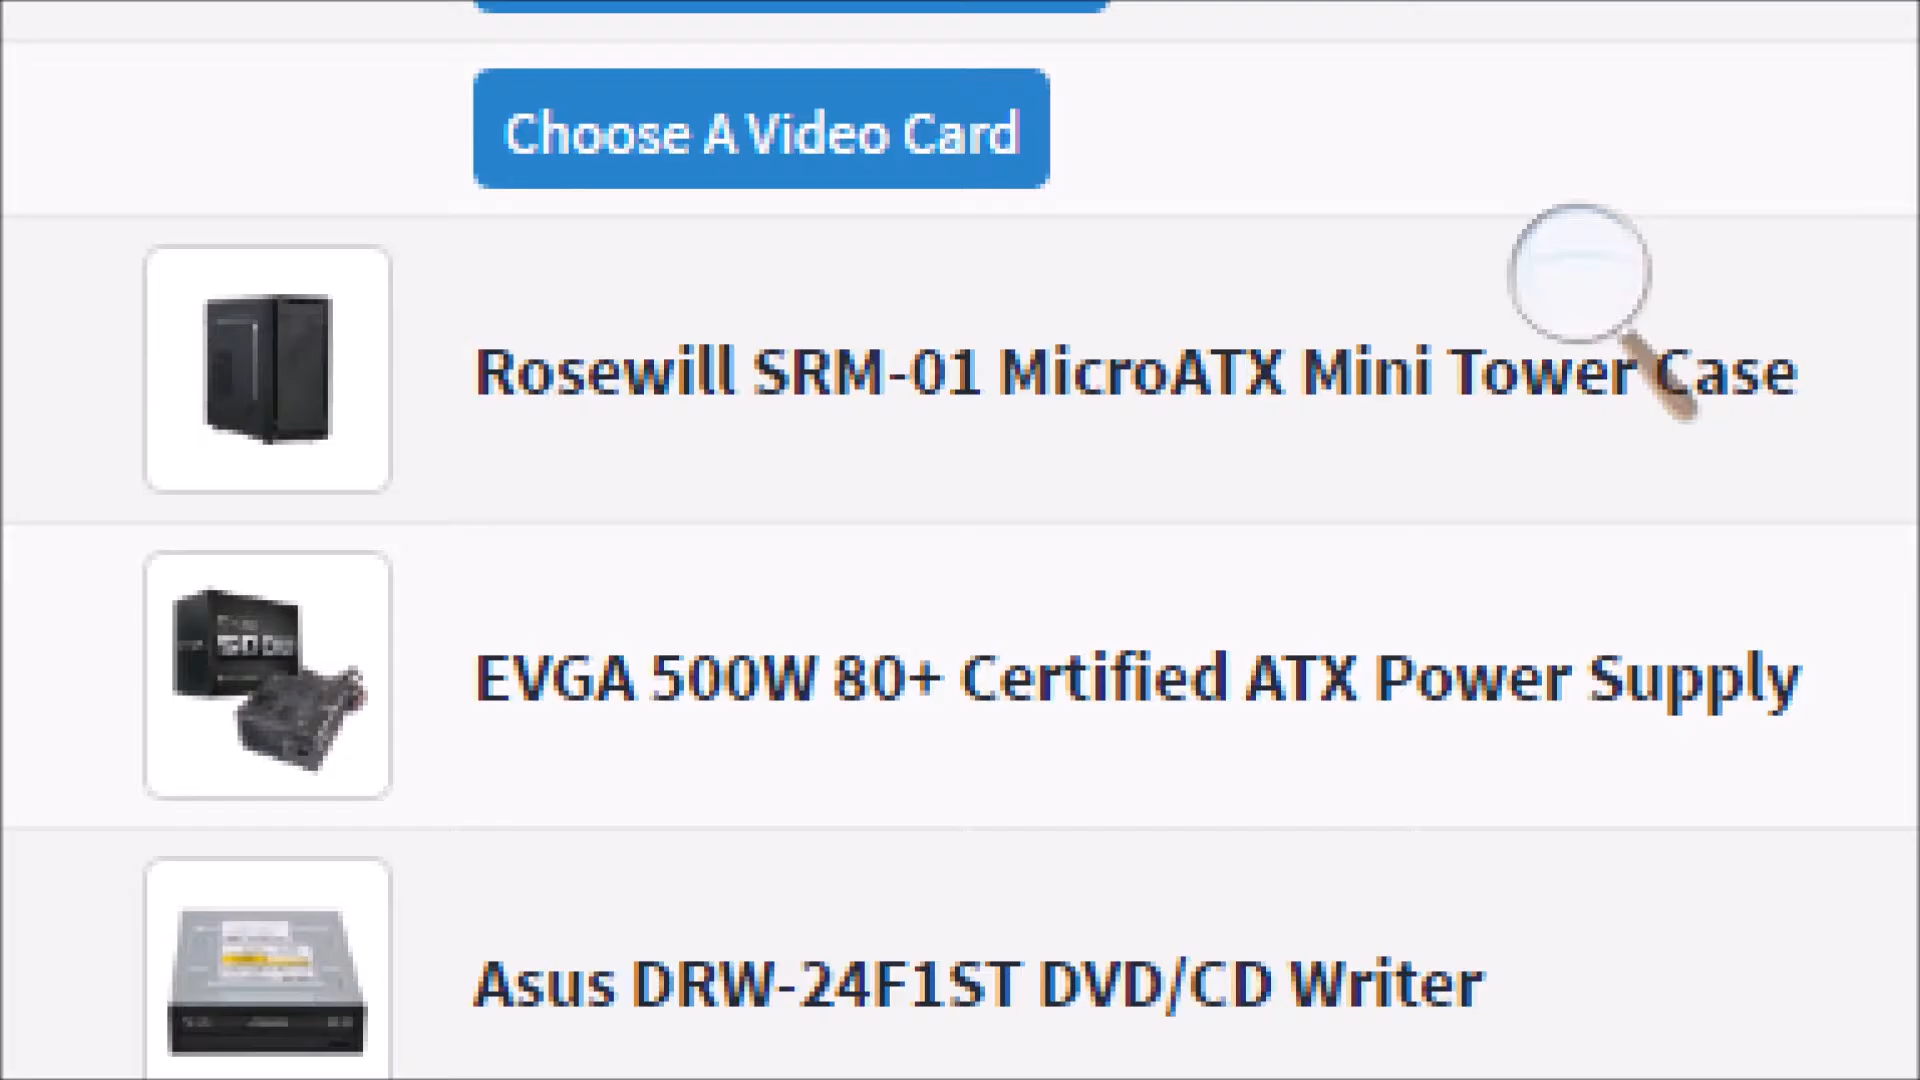 Choose A Video Card
Rosewill SRM-01 MicroATX Mini Tower Case
500W
EVGA 500W 80+ Certified ATX Power Supply
Asus DRW-24F1ST DVD/CD Writer